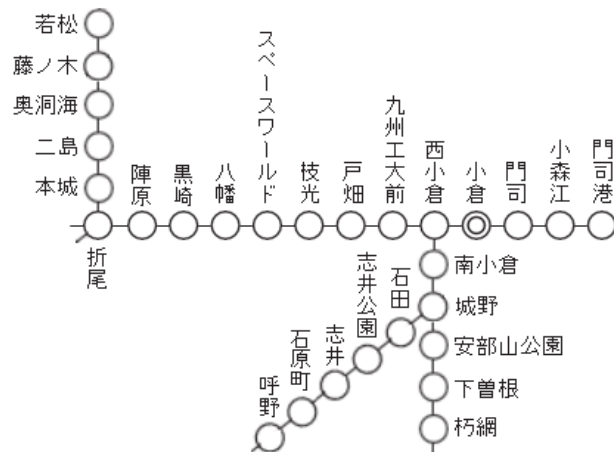 若松
藤ノ木
奥洞海
二島
本城
折尾
陣原
黒崎
八幡
スペースワールド
枝光
戸畑
九州工大前
西小倉
小倉
門司
小森江
門司港
南小倉
城野
安部山公園
下曽根
朽網
石田
志井公園
志井
石原町
呼野